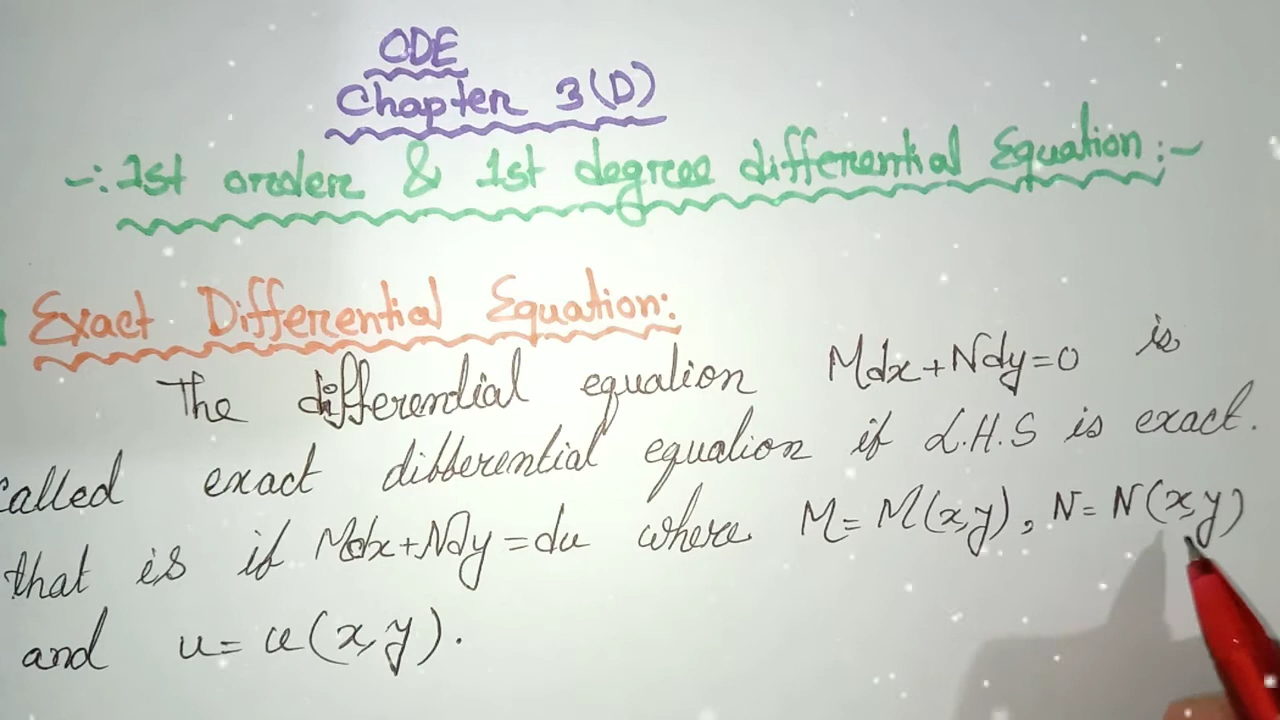 ODE
Chapter 3(D)
-: 1st order & 1st degree differential Equation :-
Exact Differential Equation:
The differential equation Mdx+Ndy=0 is
called exact differential equation if L.H.S is exact.
that is if Mdx+Ndy=du where M=M(x,y), N=N(x,y)
and u=u(x,y).